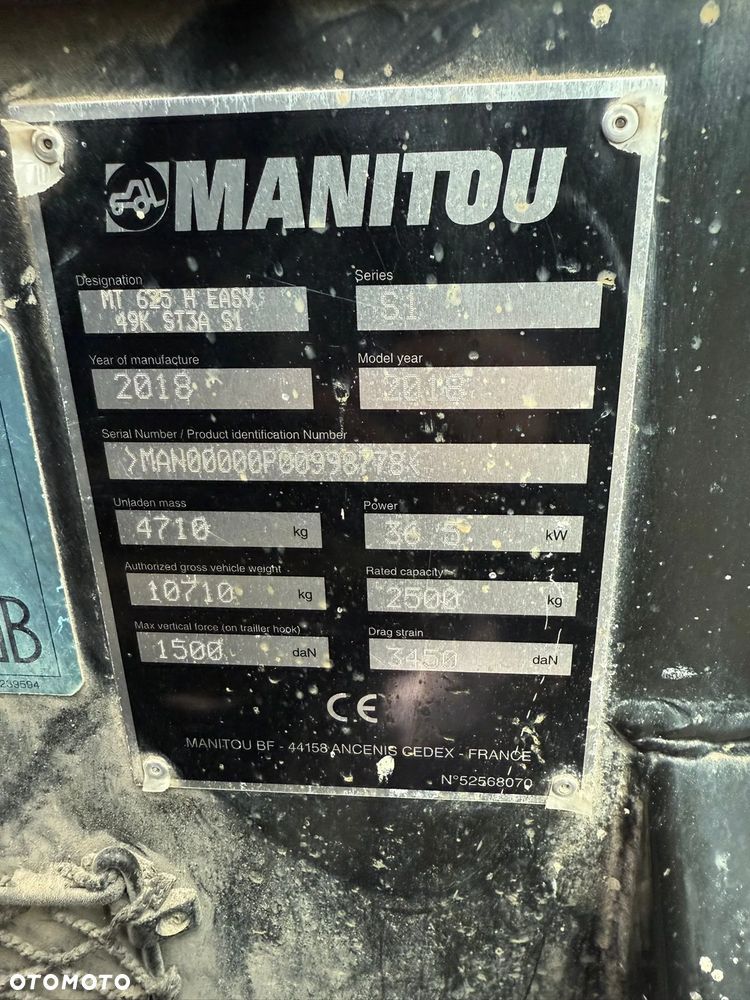 MANITOU
Designation
MT 625 H EASY
49K ST3A S1
Series
S1
Year of manufacture
2018
Model year
2018
Serial Number / Product identification Number
>MAN00000P00998778<
Unladen mass
4710 kg
Power
36 5 kW
Authorized gross vehicle weight
10710 kg
Rated capacity
2500 kg
Max vertical force (on trailler hook)
1500 daN
Drag strain
3450 daN
CE
MANITOU BF - 44158 ANCENIS CEDEX - FRANCE
N°52568070
B
239594
OTOMOTO